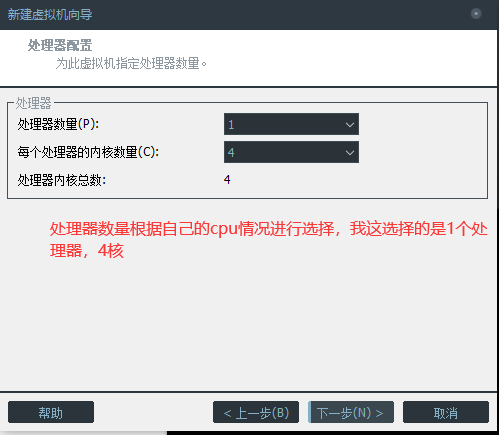 新建虚拟机向导
处理器配置
为此虚拟机指定处理器数量。
处理器
处理器数量(P): 1
每个处理器的内核数量(C): 4
处理器内核总数: 4
处理器数量根据自己的cpu情况进行选择，我这选择的是1个处
理器，4核
帮助 < 上一步(B) 下一步(N) > 取消